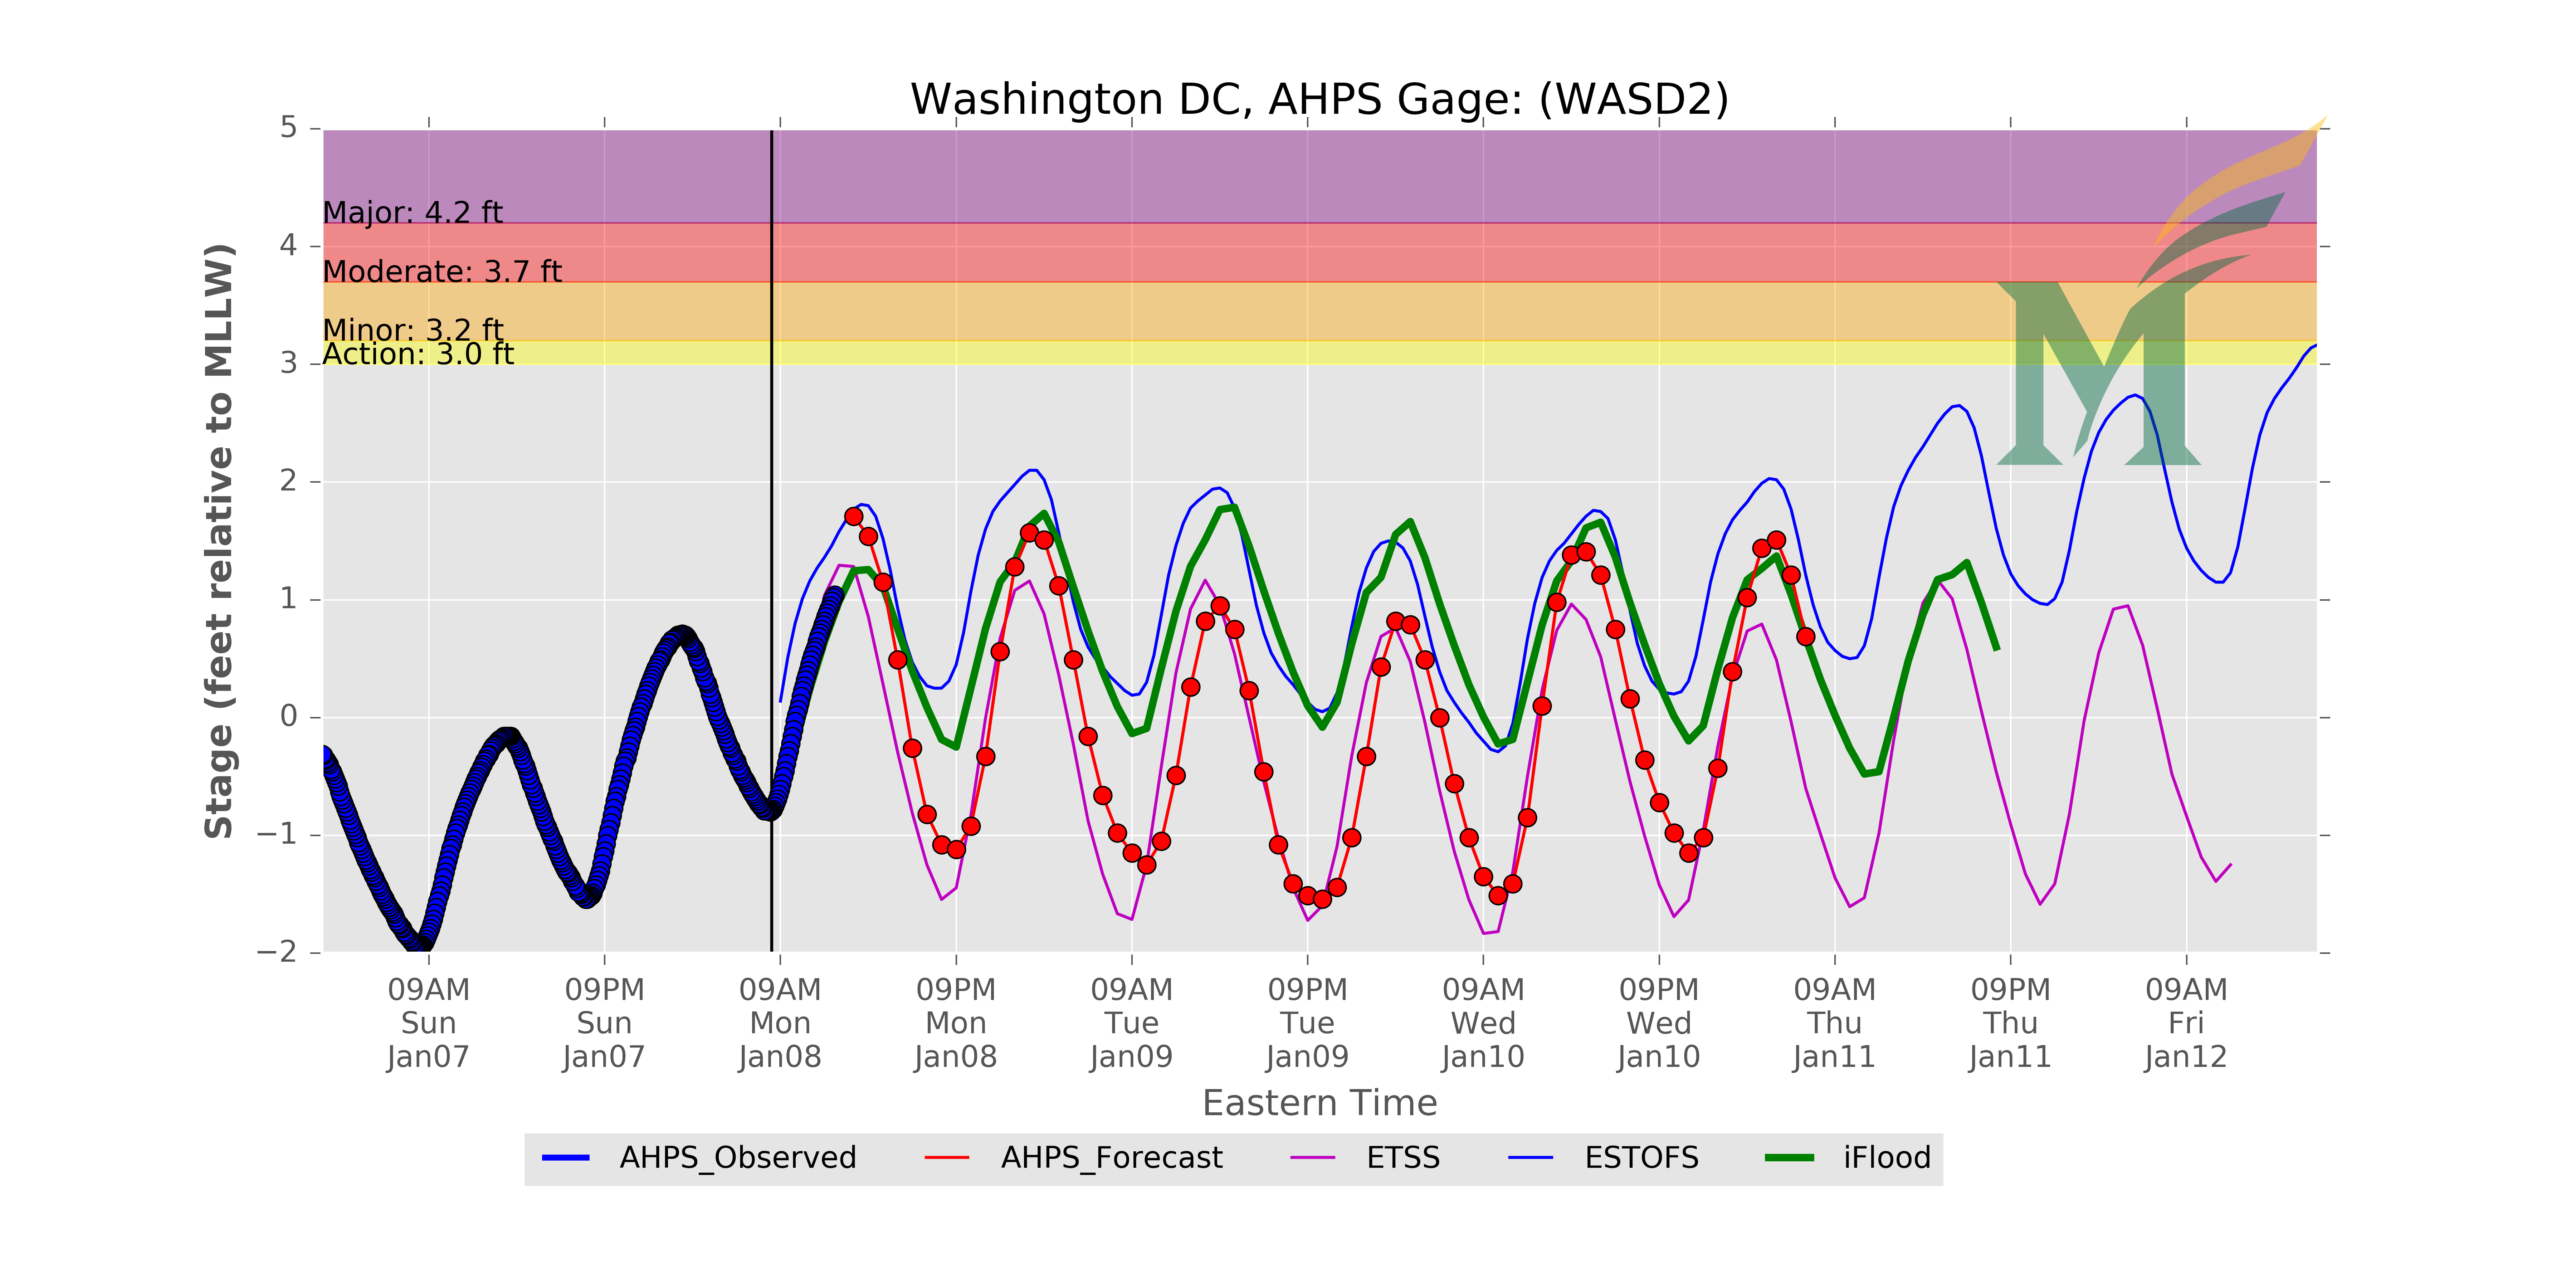 Washington DC, AHPS Gage: (WASD2)
Stage (feet relative to MLLW)
5
4
3
2
1
0
−1
−2
Major: 4.2 ft
Moderate: 3.7 ft
Minor: 3.2 ft
Action: 3.0 ft
09AM 09PM 09AM 09PM 09AM 09PM 09AM 09PM 09AM 09PM 09AM
Sun Sun Mon Mon Tue Tue Wed Wed Thu Thu Fri
Jan07 Jan07 Jan08 Jan08 Jan09 Jan09 Jan10 Jan10 Jan11 Jan11 Jan12
Eastern Time
AHPS_Observed AHPS_Forecast ETSS ESTOFS iFlood
M